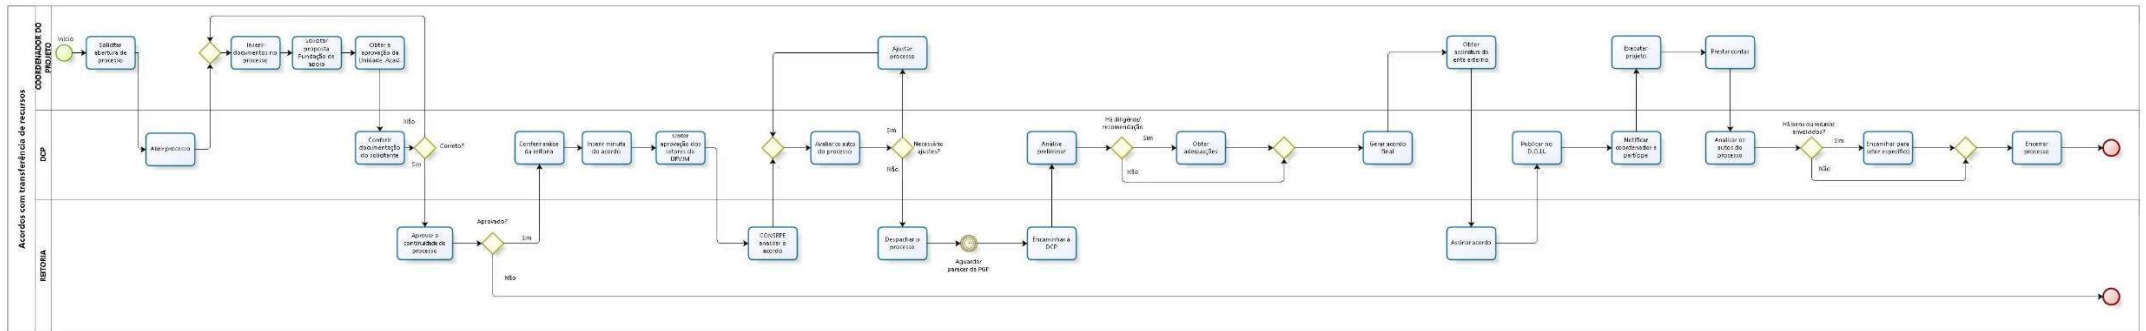 Acordos com transferência de recursos
COORDENADOR DO
PROJETO
DCP
REITORIA
Início
Solicitar
abertura de
processo
Abrir processo
Inserir
documentos no
processo
Solicitar
proposta
Fundação de
apoio
Obter a
aprovação da
Unidade Acad.
Conferir
documentação
do solicitante
Não
Correto?
Sim
Aprovar a
continuidade do
processo
Aprovado?
Sim
Não
Conferir análise
da reitoria
Inserir minuta
do acordo
Obter
aprovação dos
setores da
UFVJM
CONSEPE
analisar o
acordo
Avaliar os autos
do processo
Ajustar
processo
Sim
Necessário
ajustes?
Não
Despachar o
processo
Aguardar
parecer da PGF
Encaminhar à
DCP
Análise
preliminar
Há diligência/
recomendação
Sim
Não
Obter
adequações
Gerar acordo
final
Obter
assinatura do
ente externo
Assinar acordo
Publicar no
D.O.U.
Notificar
coordenador e
partícipe
Executar
projeto
Prestar contas
Analisar os
autos do
processo
Há bens ou recursos
envolvidos?
Sim
Não
Encaminhar para
setor específico
Encerrar
processo